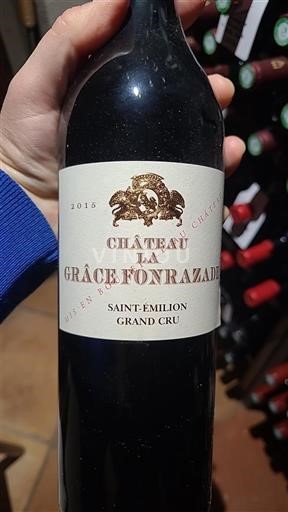 2015
CHÂTEAU
LA
GRÂCE FONRAZADE
MIS EN BOUTEILLE AU CHÂTEAU
SAINT-ÉMILION
GRAND CRU